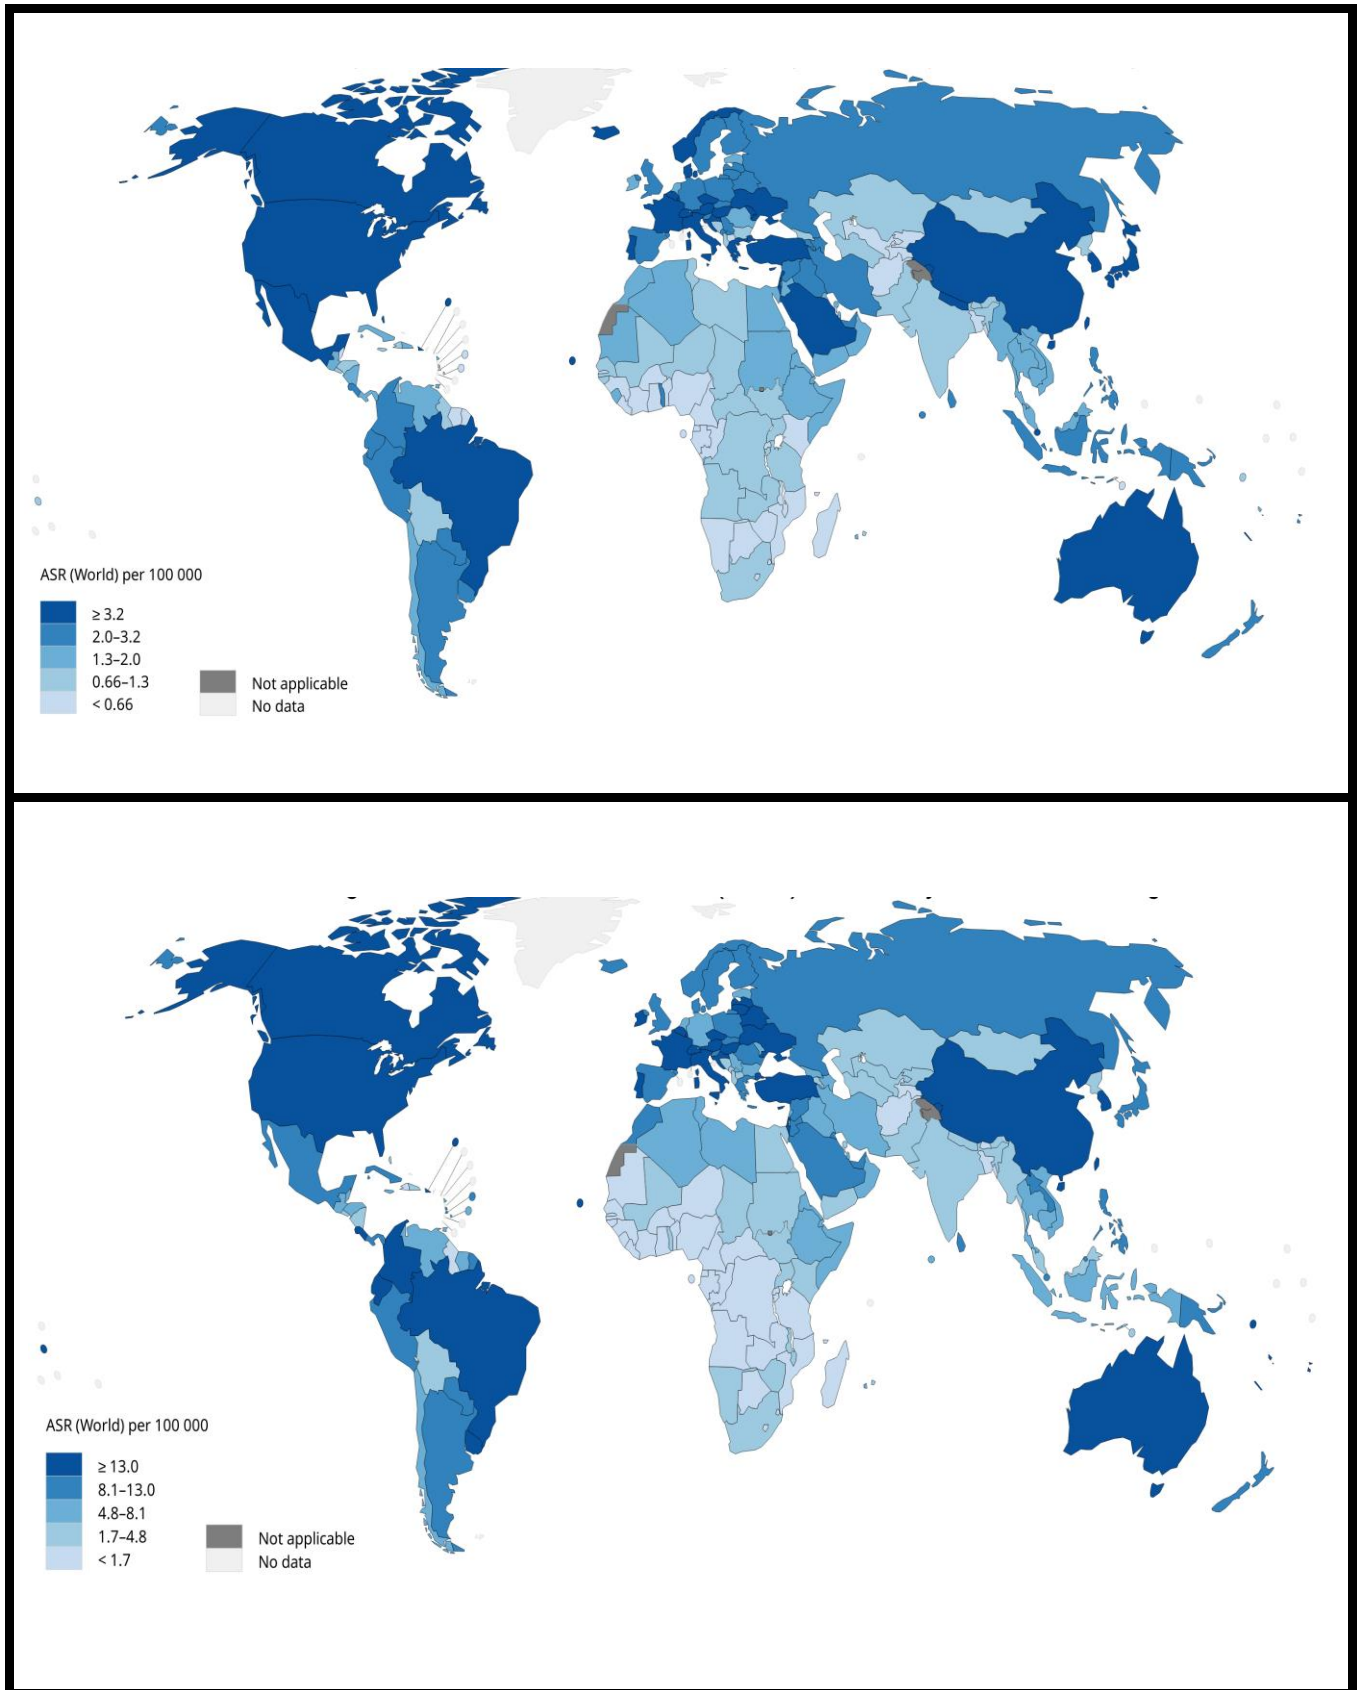 ASR (World) per 100 000
≥ 3.2
2.0–3.2
1.3–2.0
0.66–1.3
< 0.66
Not applicable
No data
ASR (World) per 100 000
≥ 13.0
8.1–13.0
4.8–8.1
1.7–4.8
< 1.7
Not applicable
No data